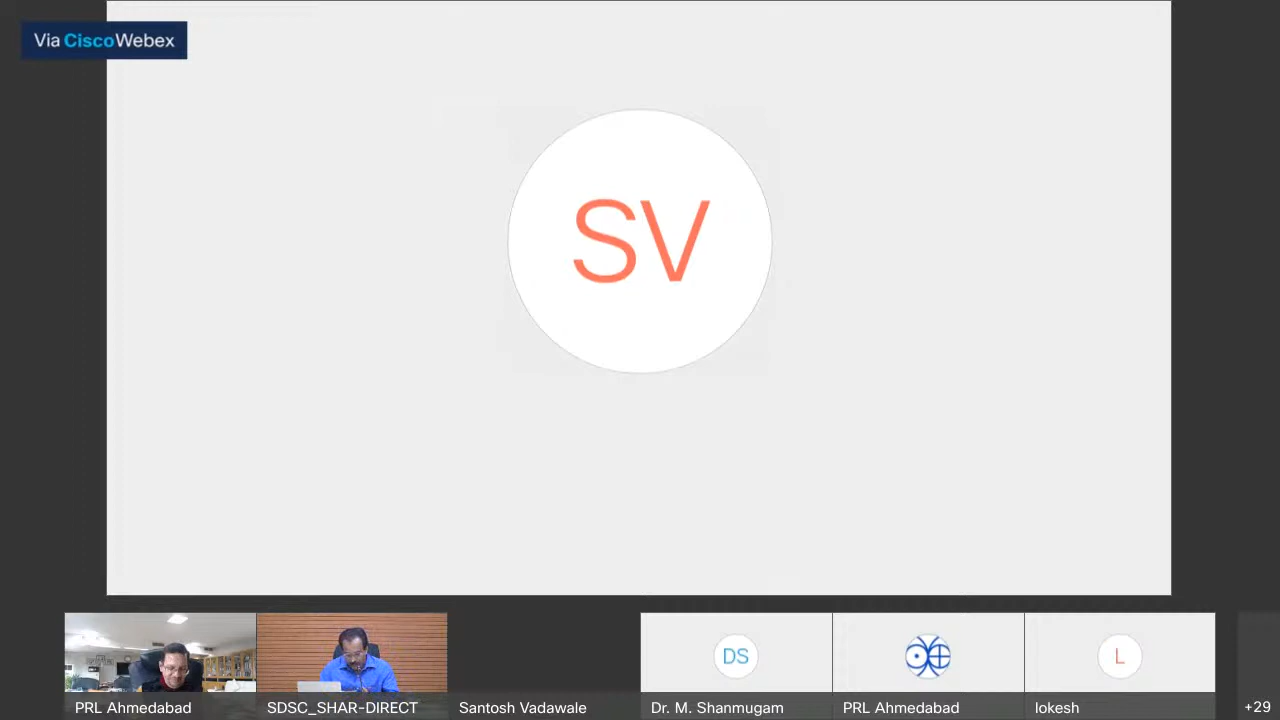 Via CiscoWebex
SV
DS
L
PRL Ahmedabad
SDSC_SHAR-DIRECT
Santosh Vadawale
Dr. M. Shanmugam
PRL Ahmedabad
lokesh
+29